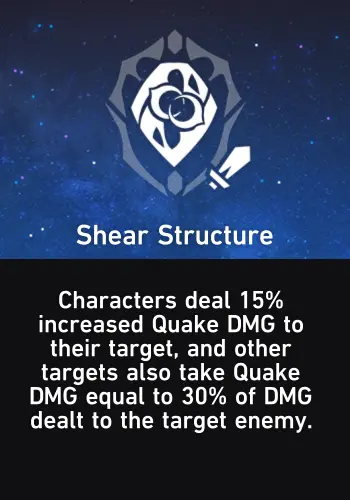 Shear Structure
Characters deal 15%
increased Quake DMG to
their target, and other
targets also take Quake
DMG equal to 30% of DMG
dealt to the target enemy.